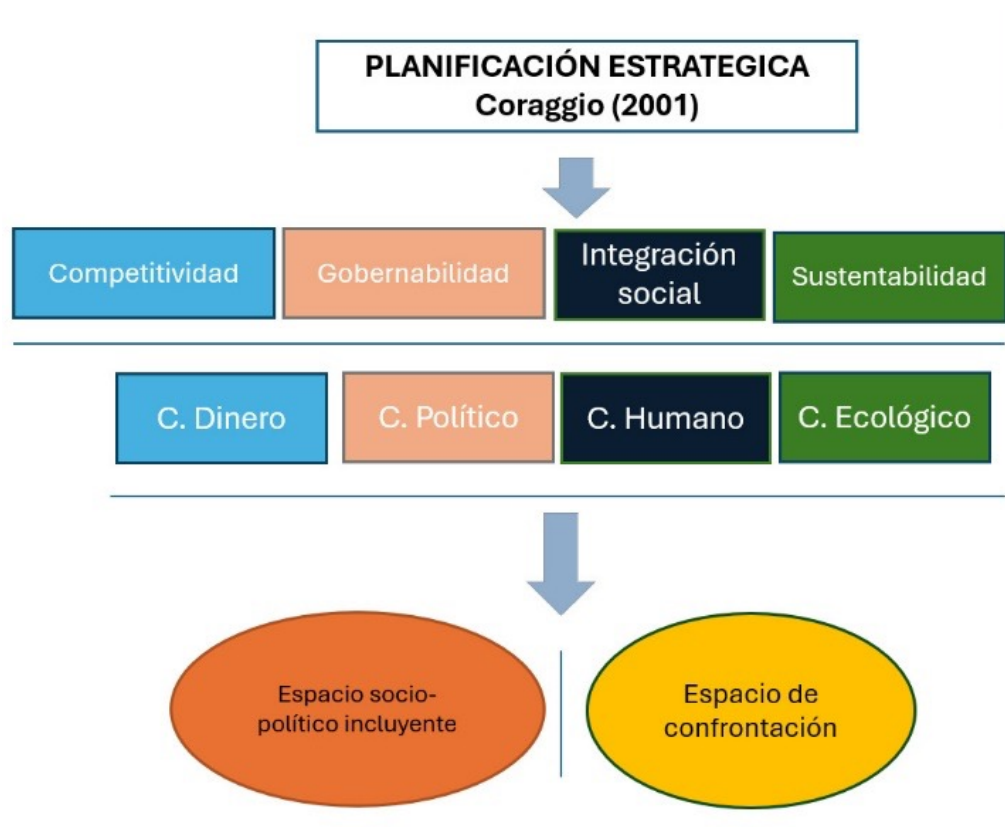 PLANIFICACIÓN ESTRATEGICA
Coraggio (2001)
Competitividad
Gobernabilidad
Integración
social
Sustentabilidad
C. Dinero
C. Político
C. Humano
C. Ecológico
Espacio socio-
político incluyente
Espacio de
confrontación